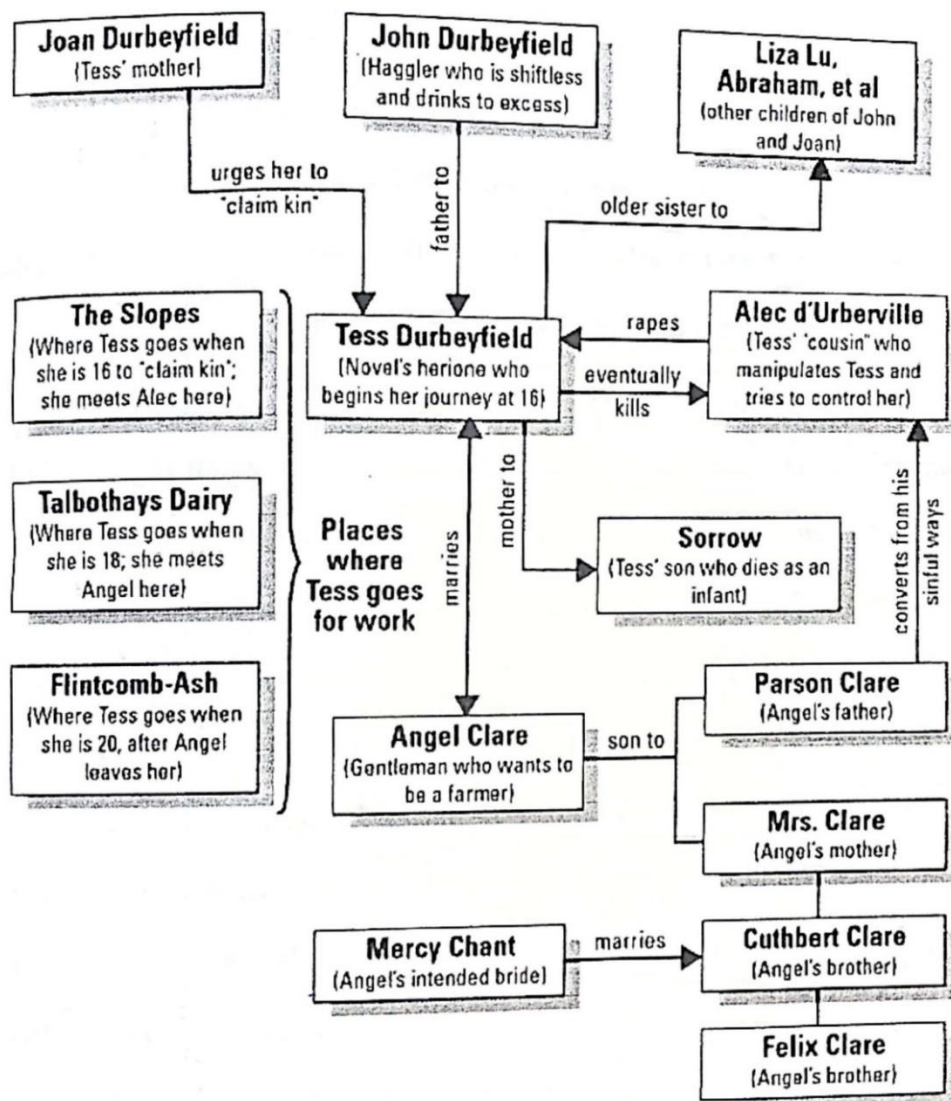 Joan Durbeyfield
(Tess' mother)
John Durbeyfield
(Haggler who is shiftless
and drinks to excess)
Liza Lu,
Abraham, et al
(other children of John
and Joan)
urges her to
"claim kin"
father to
older sister to
The Slopes
(Where Tess goes when
she is 16 to "claim kin";
she meets Alec here)
Tess Durbeyfield
(Novel's herione who
begins her journey at 16)
rapes
eventually
kills
Alec d'Urberville
(Tess' "cousin" who
manipulates Tess and
tries to control her)
Talbothays Dairy
(Where Tess goes when
she is 18; she meets
Angel here)
Places
where
Tess goes
for work
marries
mother to
Sorrow
(Tess' son who dies as an
infant)
converts from his
sinful ways
Flintcomb-Ash
(Where Tess goes when
she is 20, after Angel
leaves her)
Angel Clare
(Gentleman who wants to
be a farmer)
son to
Parson Clare
(Angel's father)
Mrs. Clare
(Angel's mother)
Mercy Chant
(Angel's intended bride)
marries
Cuthbert Clare
(Angel's brother)
Felix Clare
(Angel's brother)